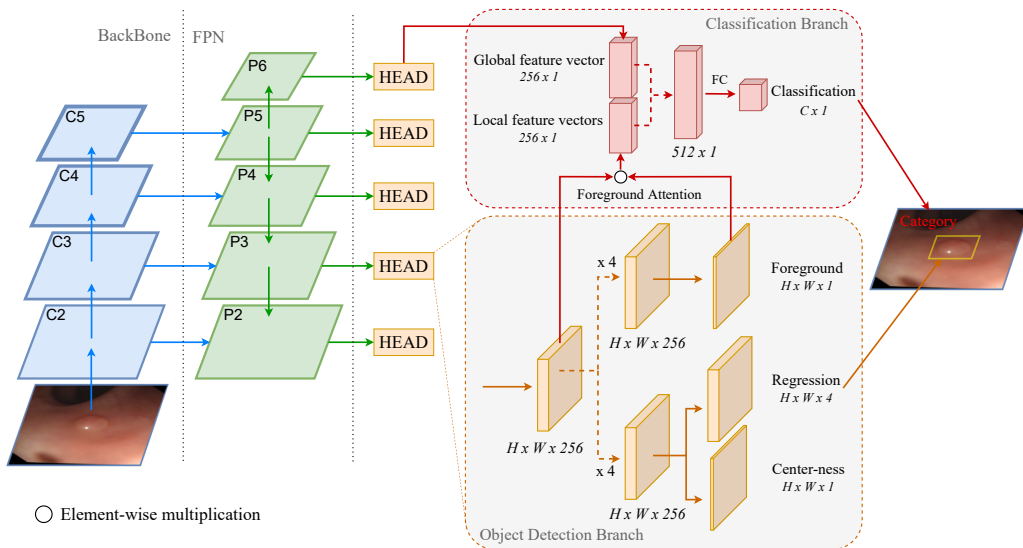 BackBone
FPN
C5
C4
C3
C2
P6
P5
P4
P3
P2
HEAD
HEAD
HEAD
HEAD
HEAD
Classification Branch
Global feature vector
256 x 1
Local feature vectors
256 x 1
512 x 1
FC
Classification
C x 1
Foreground Attention
Category
x 4
H x W x 256
Foreground
H x W x 1
H x W x 256
x 4
H x W x 256
Regression
H x W x 4
Center-ness
H x W x 1
Object Detection Branch
Element-wise multiplication